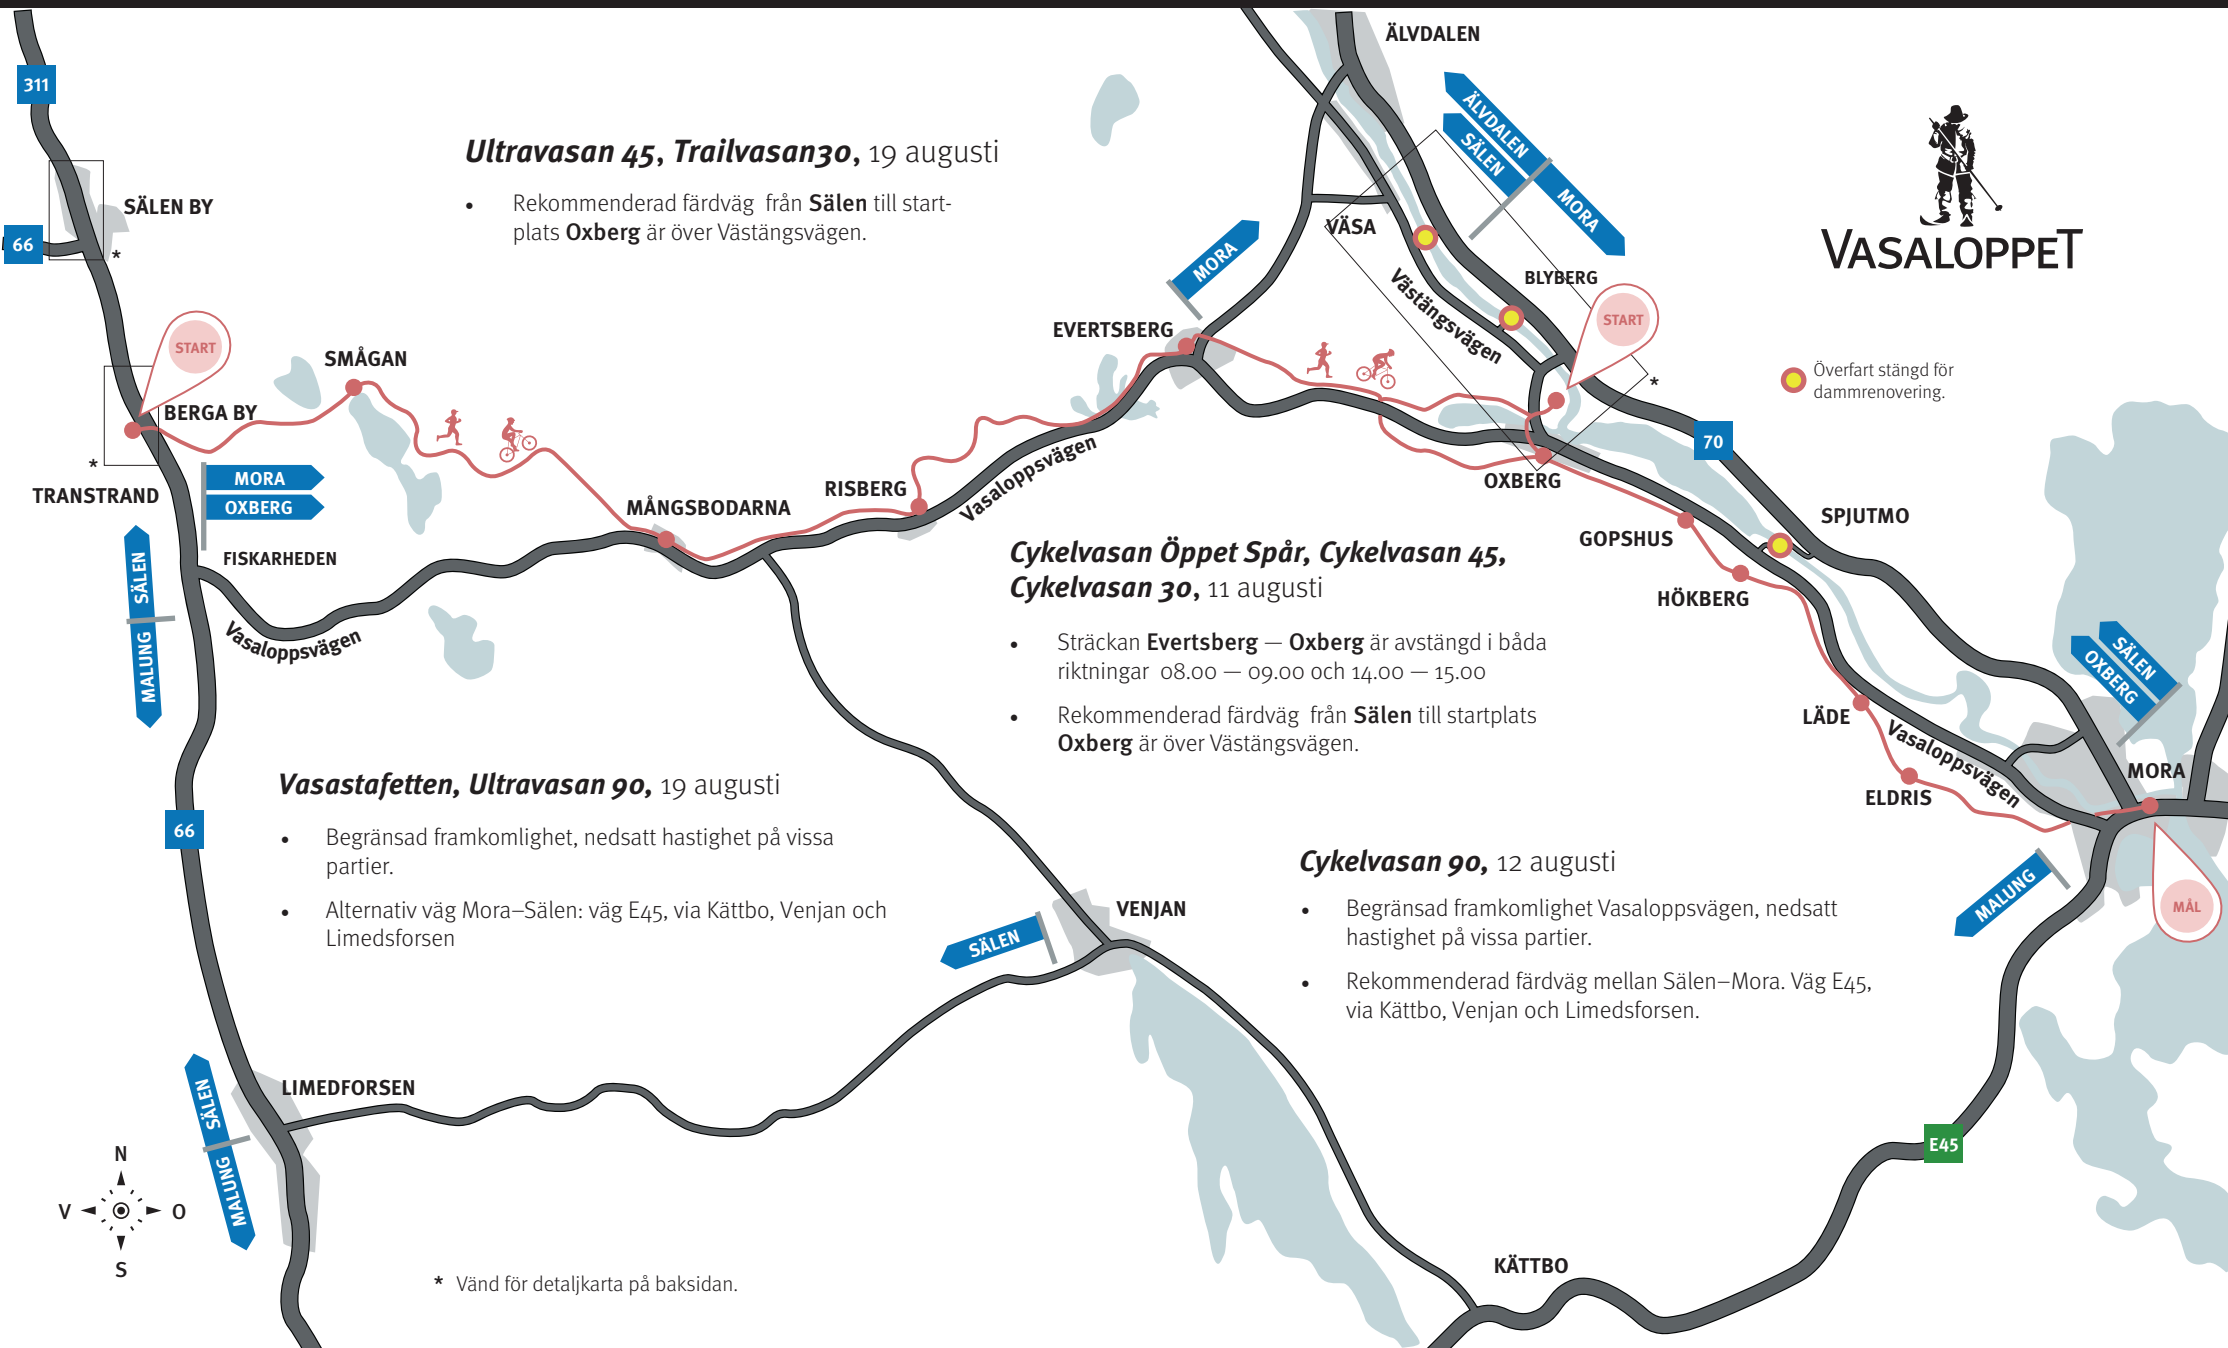 ÄLVDALEN
311
ÄLVDALEN
SÄLEN
MORA
Ultravasan 45, Trailvasan30, 19 augusti
• Rekommenderad färdväg från Sälen till start-
plats Oxberg är över Västängsvägen.
SÄLEN BY
66
*
VÄSA
VASALOPPET
MORA
BLYBERG
Västängsvägen
START
START
EVERTSBERG
SMÅGAN
Överfart stängd för
dammrenovering.
*
BERGA BY
*
70
Vasaloppsvägen
MORA
OXBERG
TRANSTRAND
RISBERG
MÅNGSBODARNA
OXBERG
SPJUTMO
GOPSHUS
HÖKBERG
FISKARHEDEN
SÄLEN
MALUNG
Vasaloppsvägen
Cykelvasan Öppet Spår, Cykelvasan 45,
Cykelvasan 30, 11 augusti
• Sträckan Evertsberg — Oxberg är avstängd i båda
riktningar 08.00 — 09.00 och 14.00 — 15.00
• Rekommenderad färdväg från Sälen till startplats
Oxberg är över Västängsvägen.
SÄLEN
OXBERG
LÄDE
Vasaloppsvägen
MORA
ELDRIS
Vasastafetten, Ultravasan 90, 19 augusti
• Begränsad framkomlighet, nedsatt hastighet på vissa
partier.
• Alternativ väg Mora–Sälen: väg E45, via Kättbo, Venjan och
Limedsforsen
66
Cykelvasan 90, 12 augusti
• Begränsad framkomlighet Vasaloppsvägen, nedsatt
hastighet på vissa partier.
• Rekommenderad färdväg mellan Sälen–Mora. Väg E45,
via Kättbo, Venjan och Limedsforsen.
MALUNG
MÅL
VENJAN
SÄLEN
LIMEDFORSEN
SÄLEN
MALUNG
E45
N
V
O
S
KÄTTBO
* Vänd för detaljkarta på baksidan.